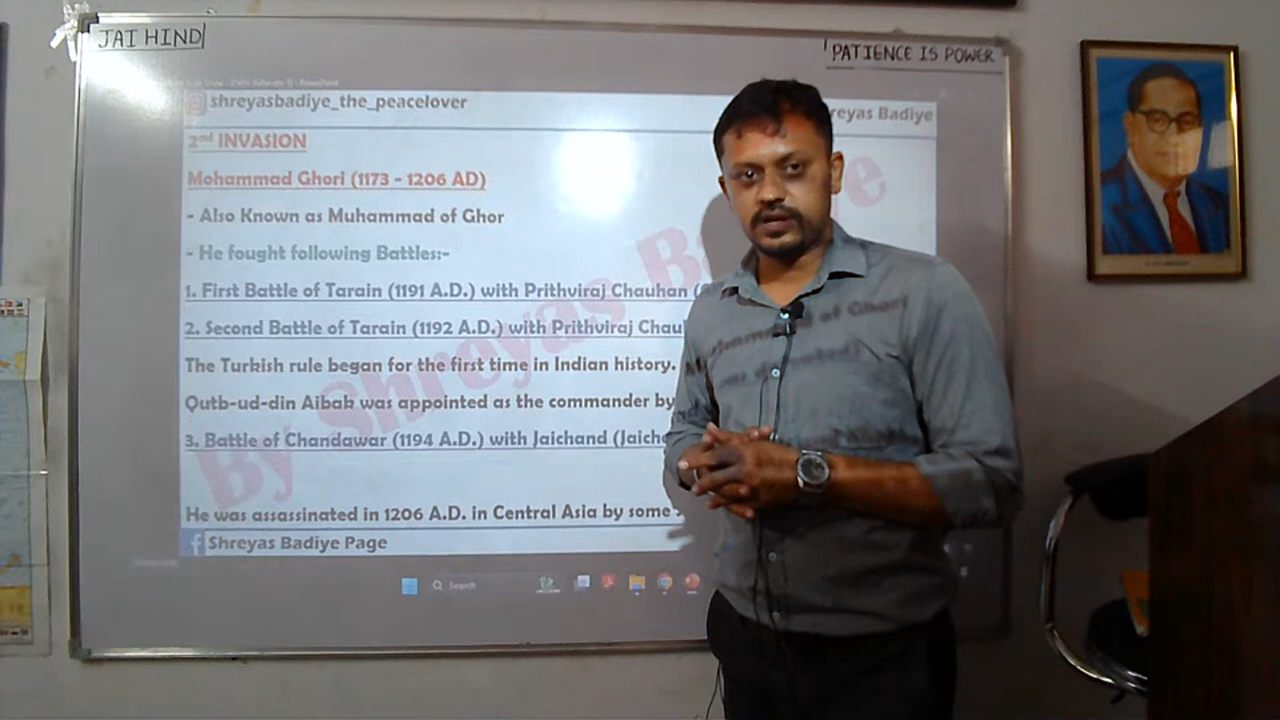 JAI HIND
PATIENCE IS POWER
shreyasbadiye_the_peacelover
reyas Badiye
2nd INVASION
Mohammad Ghori (1173 - 1206 AD)
- Also Known as Muhammad of Ghor
- He fought following Battles:-
1. First Battle of Tarain (1191 A.D.) with Prithviraj Chauhan (
2. Second Battle of Tarain (1192 A.D.) with Prithviraj Chau
The Turkish rule began for the first time in Indian history.
Qutb-ud-din Aibak was appointed as the commander by
3. Battle of Chandawar (1194 A.D.) with Jaichand (Jaich
He was assassinated in 1206 A.D. in Central Asia by some
Shreyas Badiye Page
By Shreyas B
Search